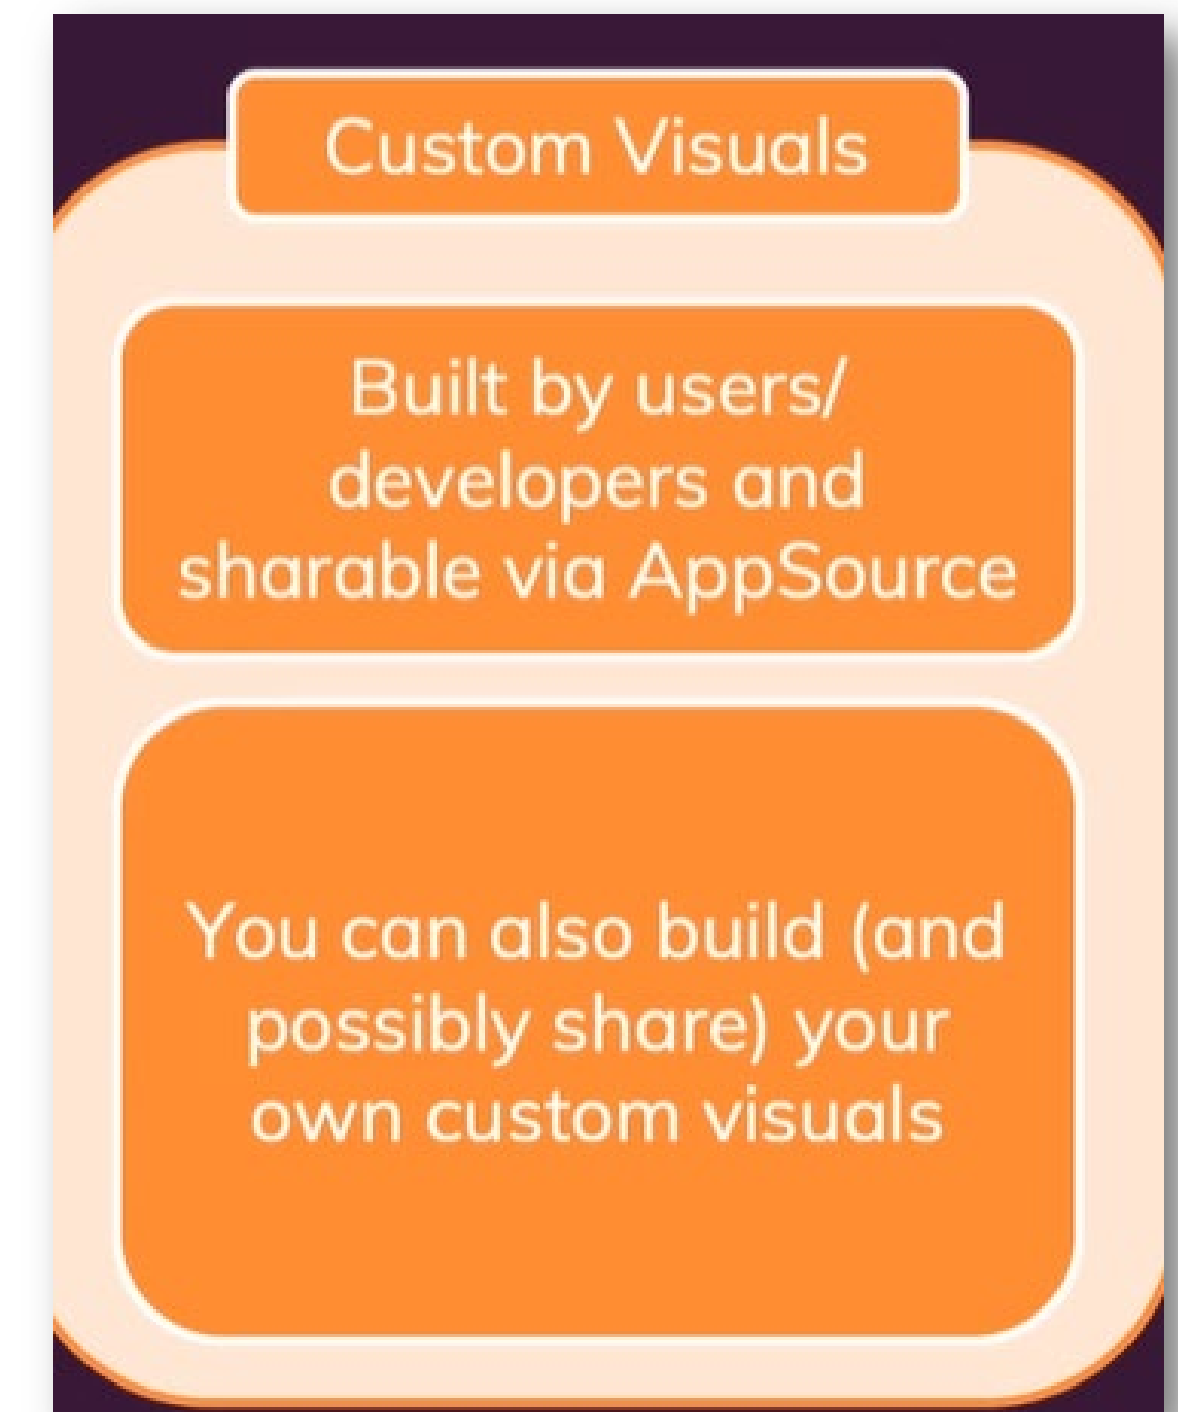 Custom Visuals
Built by users/
developers and
sharable via AppSource
You can also build (and
possibly share) your
own custom visuals